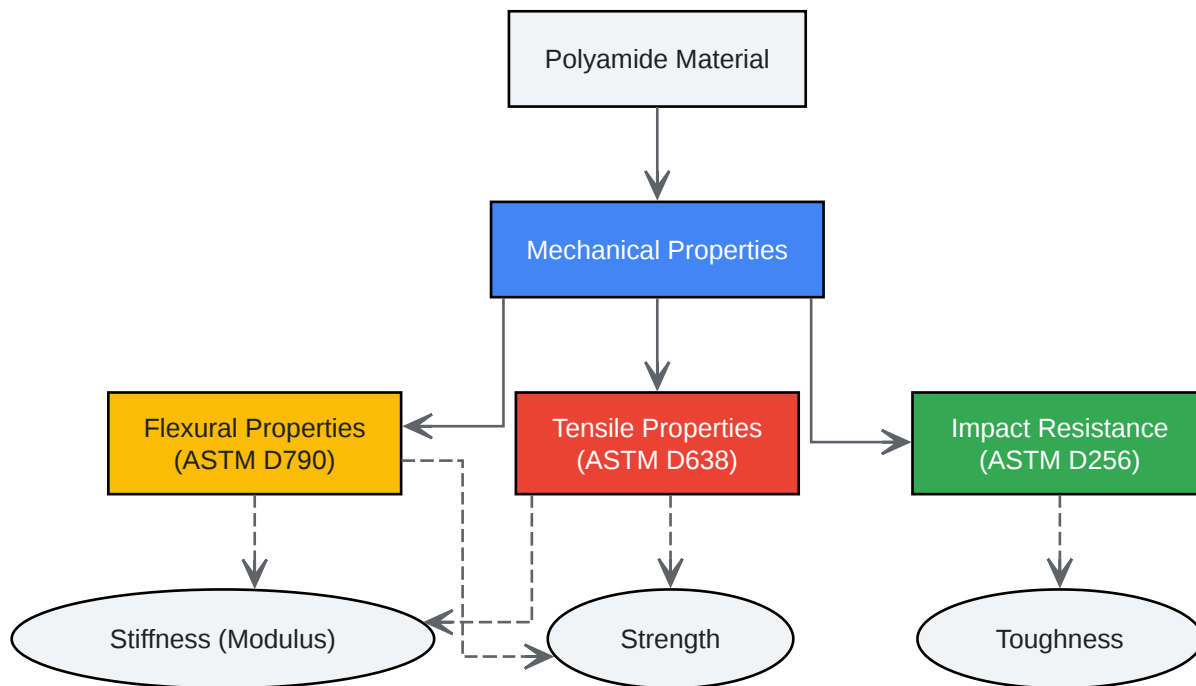 Polyamide Material
Mechanical Properties
Flexural Properties
(ASTM D790)
Tensile Properties
(ASTM D638)
Impact Resistance
(ASTM D256)
Stiffness (Modulus)
Strength
Toughness